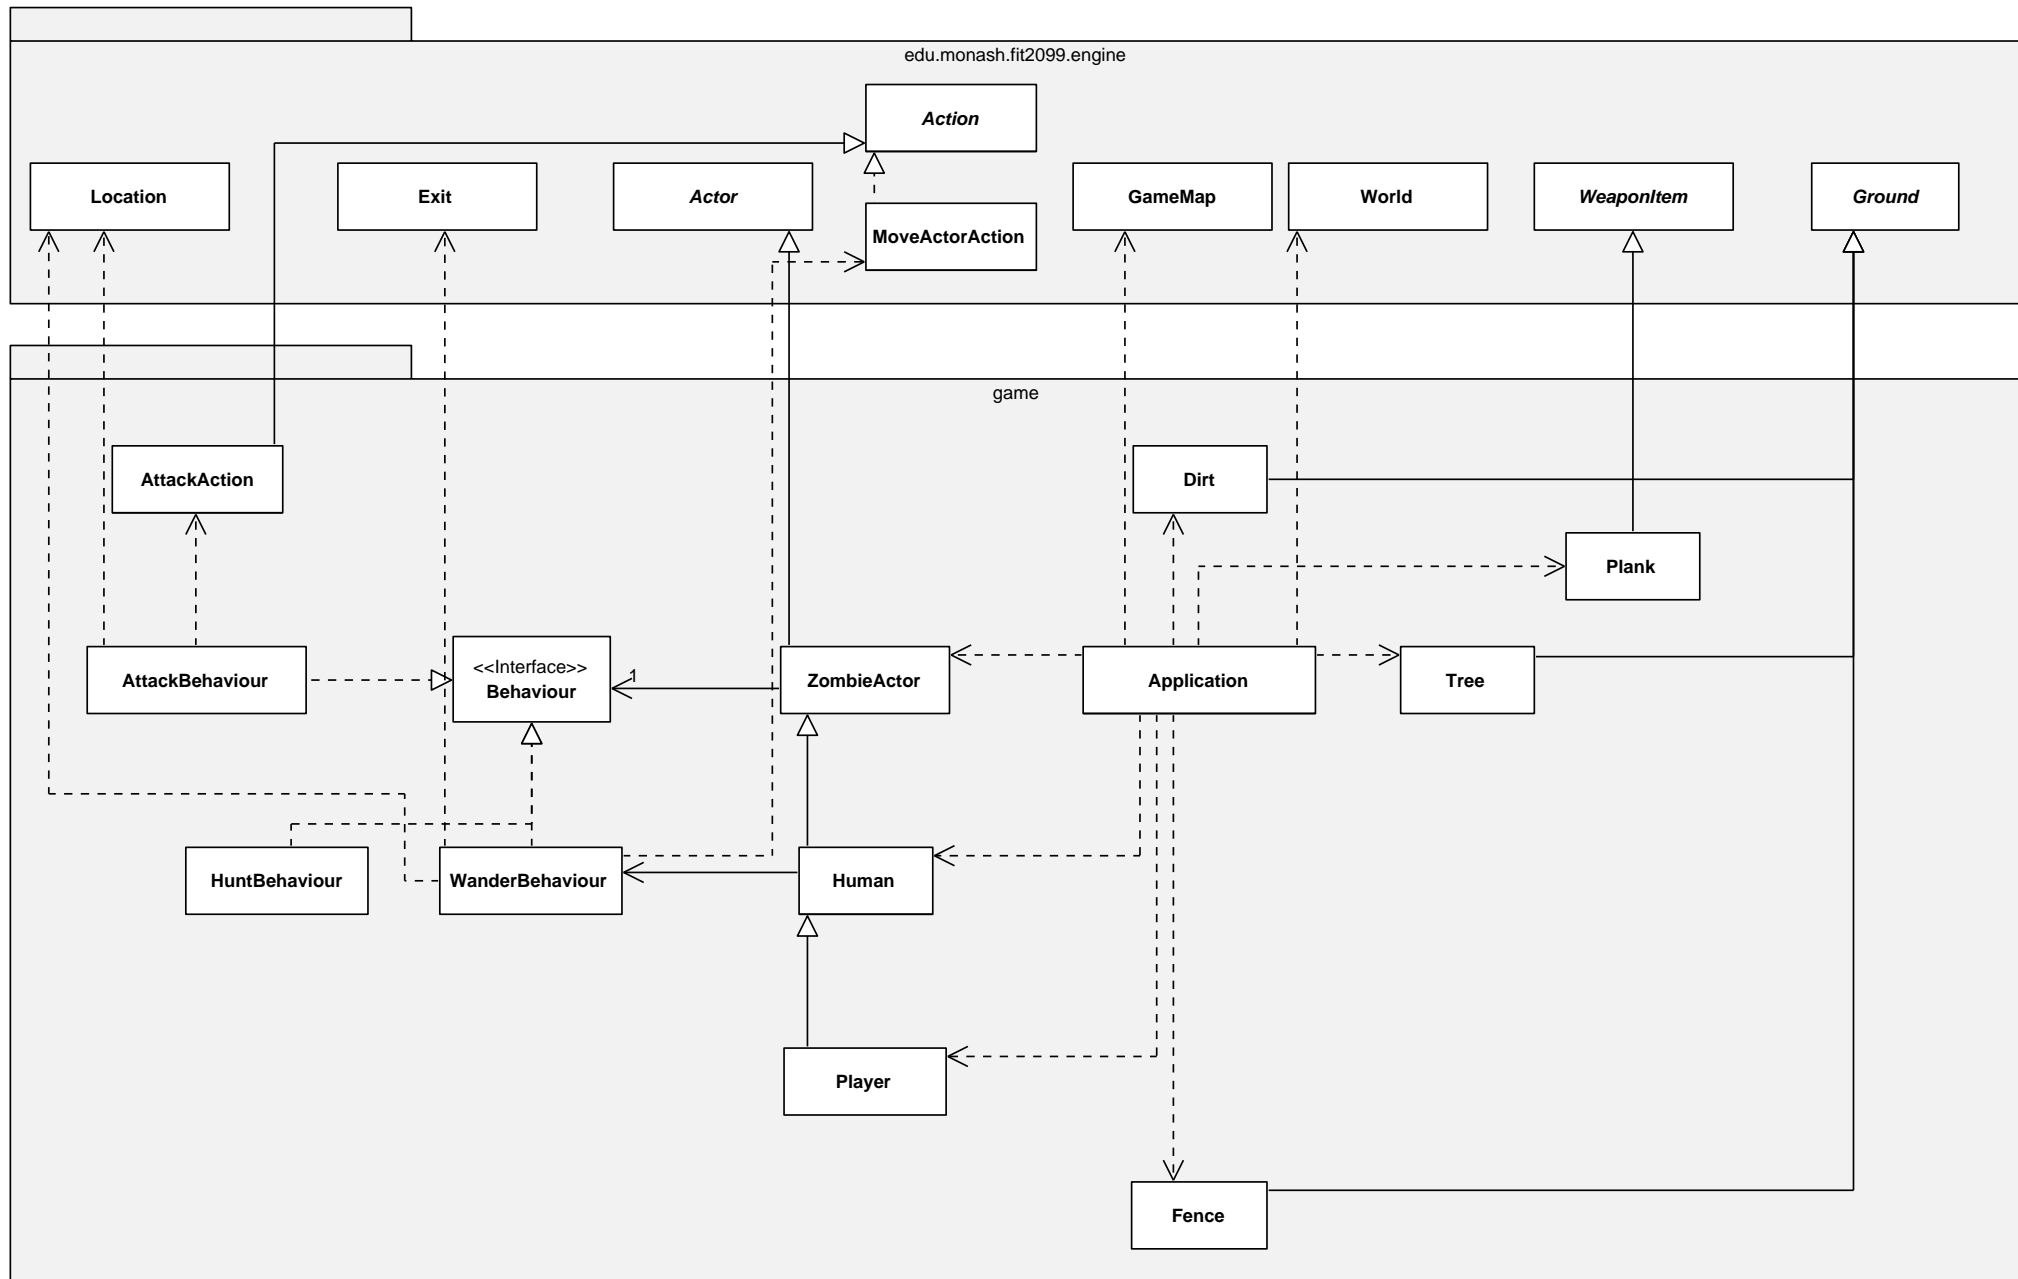 edu.monash.fit2099.engine
Action
Location
Exit
Actor
GameMap
World
WeaponItem
Ground
MoveActorAction
game
AttackAction
Dirt
Plank
AttackBehaviour
<<Interface>>
Behaviour
1
ZombieActor
Application
Tree
HuntBehaviour
WanderBehaviour
Human
Player
Fence